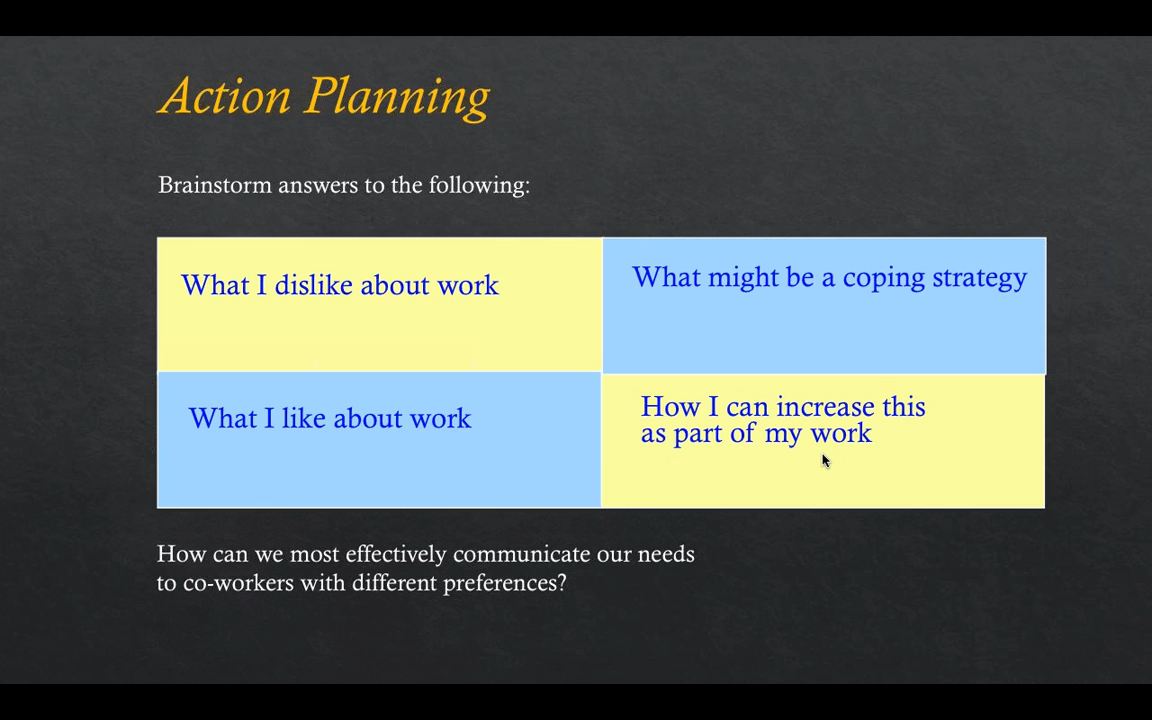 Action Planning
Brainstorm answers to the following:
What I dislike about work
What might be a coping strategy
What I like about work
How I can increase this
as part of my work
How can we most effectively communicate our needs
to co-workers with different preferences?